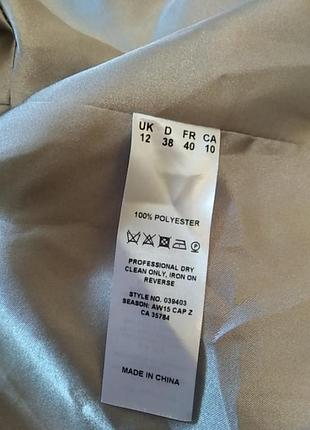 UK D FR CA
12 38 40 10
100% POLYESTER
PROFESSIONAL DRY
CLEAN ONLY, IRON ON
REVERSE
STYLE NO. 039403
SEASON: AW15 CAP Z
CA 35784
MADE IN CHINA